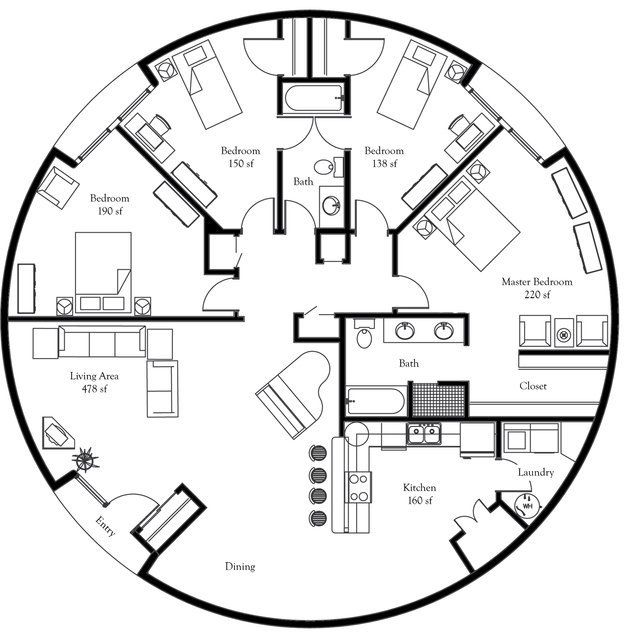 Bedroom
150 sf
Bedroom
138 sf
Bath
Bedroom
190 sf
Master Bedroom
220 sf
Living Area
478 sf
Bath
Closet
Kitchen
160 sf
Laundry
WH
Entry
Dining